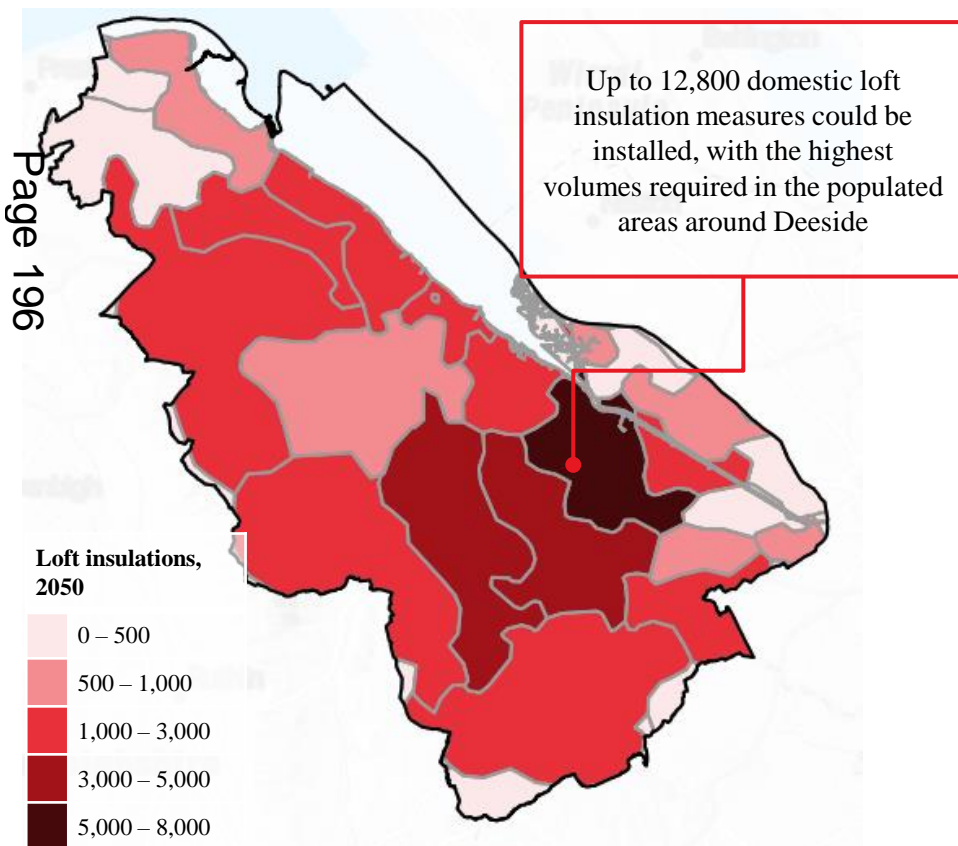 Up to 12,800 domestic loft
insulation measures could be
installed, with the highest
volumes required in the populated
areas around Deeside
Page 196
Loft insulations,
2050
0 – 500
500 – 1,000
1,000 – 3,000
3,000 – 5,000
5,000 – 8,000